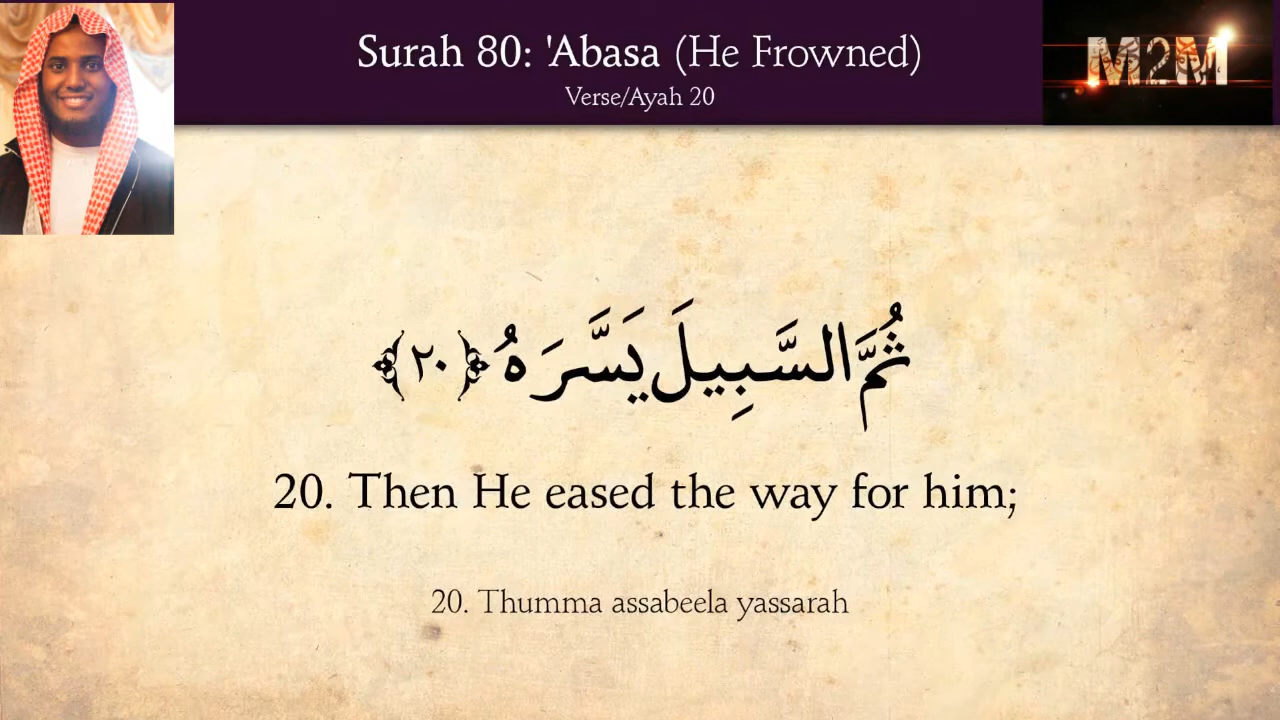 Surah 80: 'Abasa (He Frowned)
Verse/Ayah 20
M2M
ثُمَّ السَّبِيلَ يَسَّرَهُ ﴿٢٠﴾
20. Then He eased the way for him;
20. Thumma assabeela yassarah